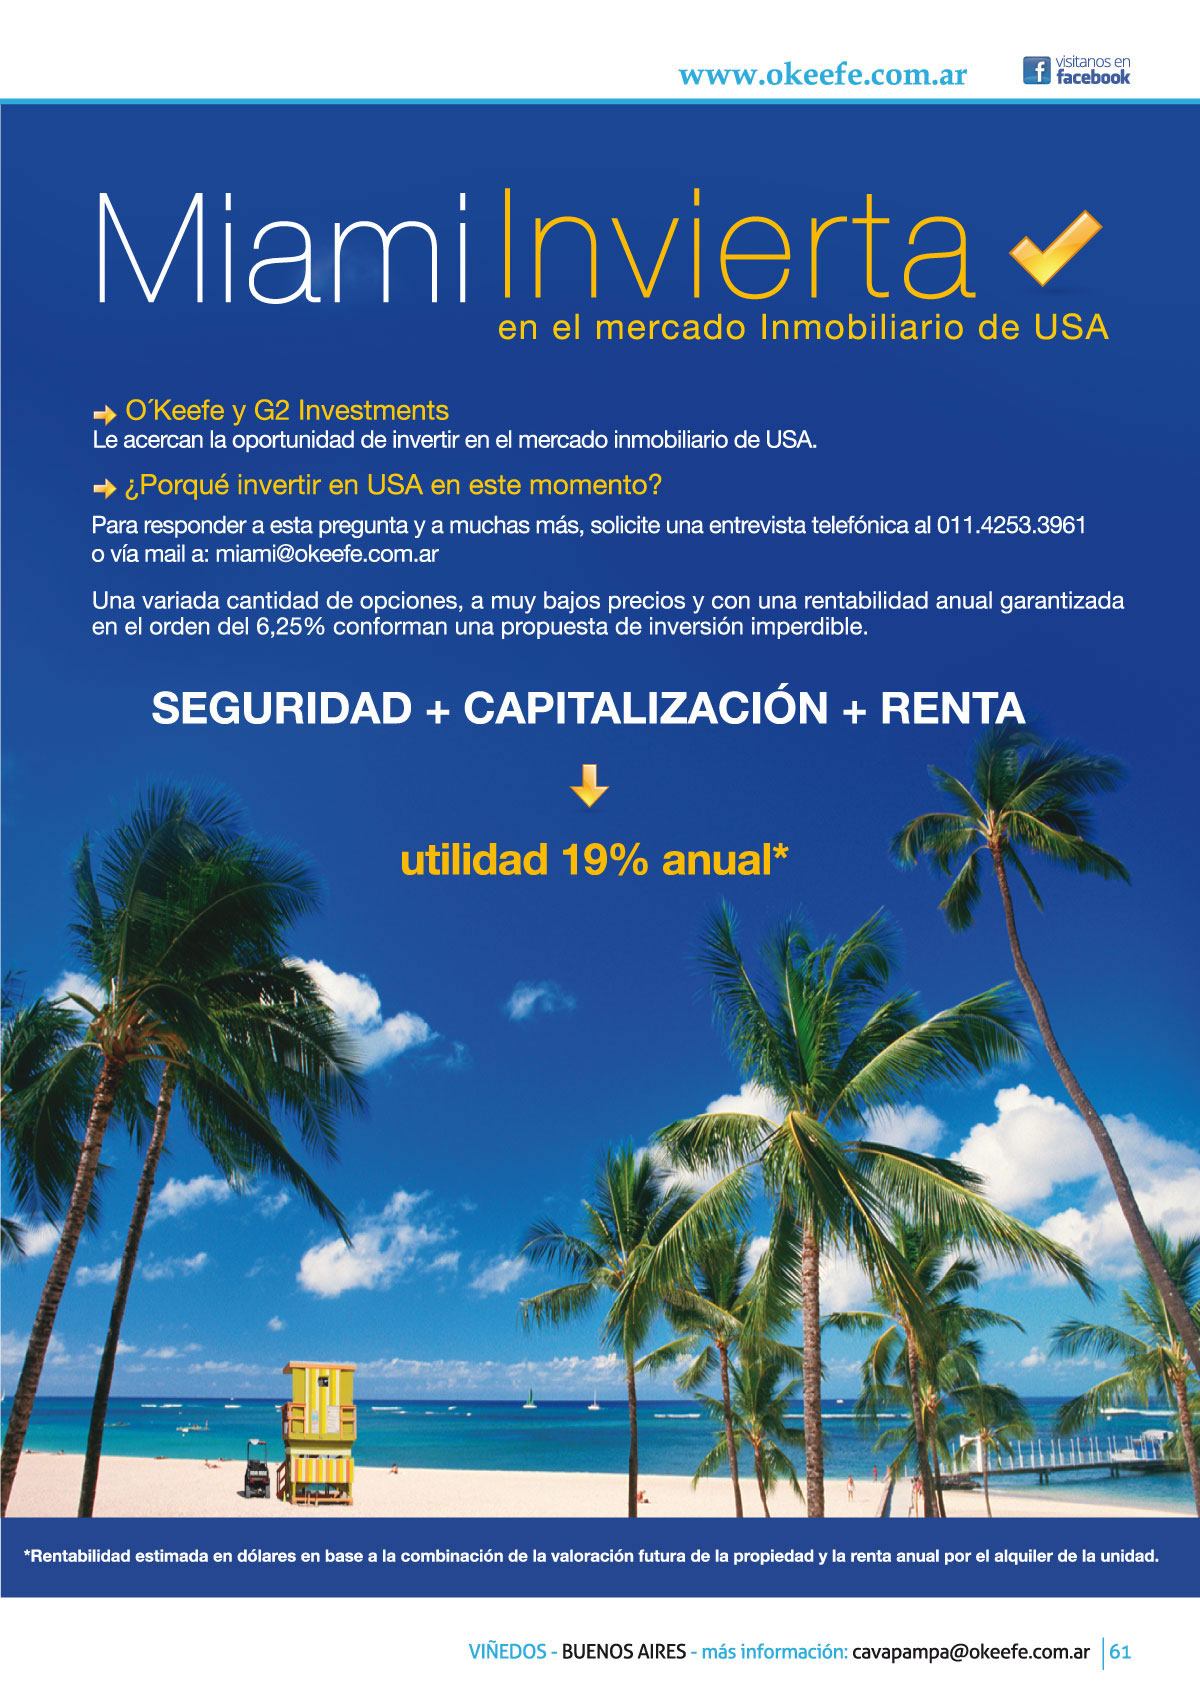 www.okeefe.com.ar
visitanos en
facebook
Miami Invierta
en el mercado Inmobiliario de USA
O´Keefe y G2 Investments
Le acercan la oportunidad de invertir en el mercado inmobiliario de USA.
¿Porqué invertir en USA en este momento?
Para responder a esta pregunta y a muchas más, solicite una entrevista telefónica al 011.4253.3961
o vía mail a: miami@okeefe.com.ar
Una variada cantidad de opciones, a muy bajos precios y con una rentabilidad anual garantizada
en el orden del 6,25% conforman una propuesta de inversión imperdible.
SEGURIDAD + CAPITALIZACIÓN + RENTA
utilidad 19% anual*
*Rentabilidad estimada en dólares en base a la combinación de la valoración futura de la propiedad y la renta anual por el alquiler de la unidad.
VIÑEDOS - BUENOS AIRES - más información: cavapampa@okeefe.com.ar | 61